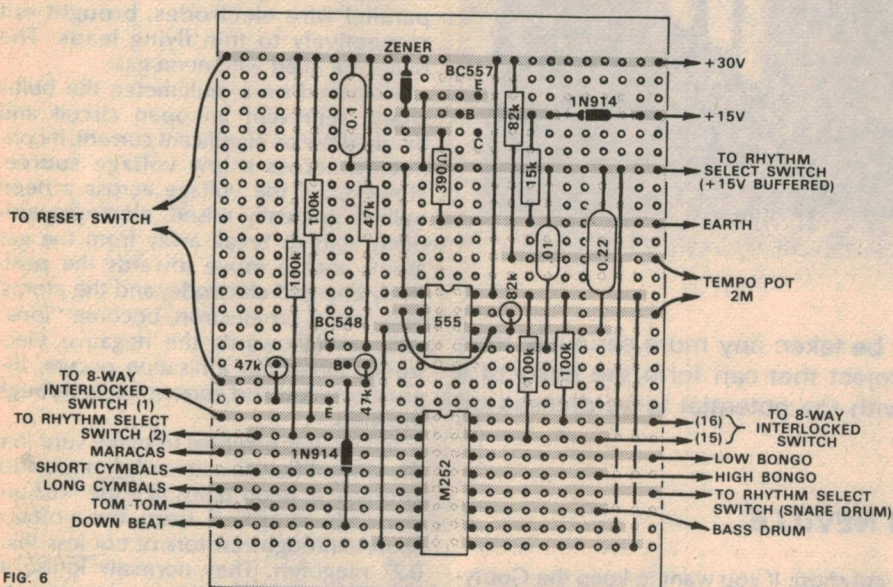 ZENER
BC557
E
B
C
0.1
100k
100k
47k
390Ω
82k
15k
1N914
.01
0.022
82k
555
BC548
C
B
E
47k
47k
1N914
M252
100k
100k
+30V
+15V
TO RHYTHM
SELECT SWITCH
(+15V BUFFERED)
EARTH
TEMPO POT
2M
TO RESET SWITCH
TO 8-WAY
INTERLOCKED
SWITCH (1)
TO RHYTHM SELECT
SWITCH (2)
MARACAS
SHORT CYMBALS
LONG CYMBALS
TOM TOM
DOWN BEAT
(16)
(15)
TO 8-WAY
INTERLOCKED
SWITCH
LOW BONGO
HIGH BONGO
TO RHYTHM SELECT
SWITCH (SNARE DRUM)
BASS DRUM
FIG. 6